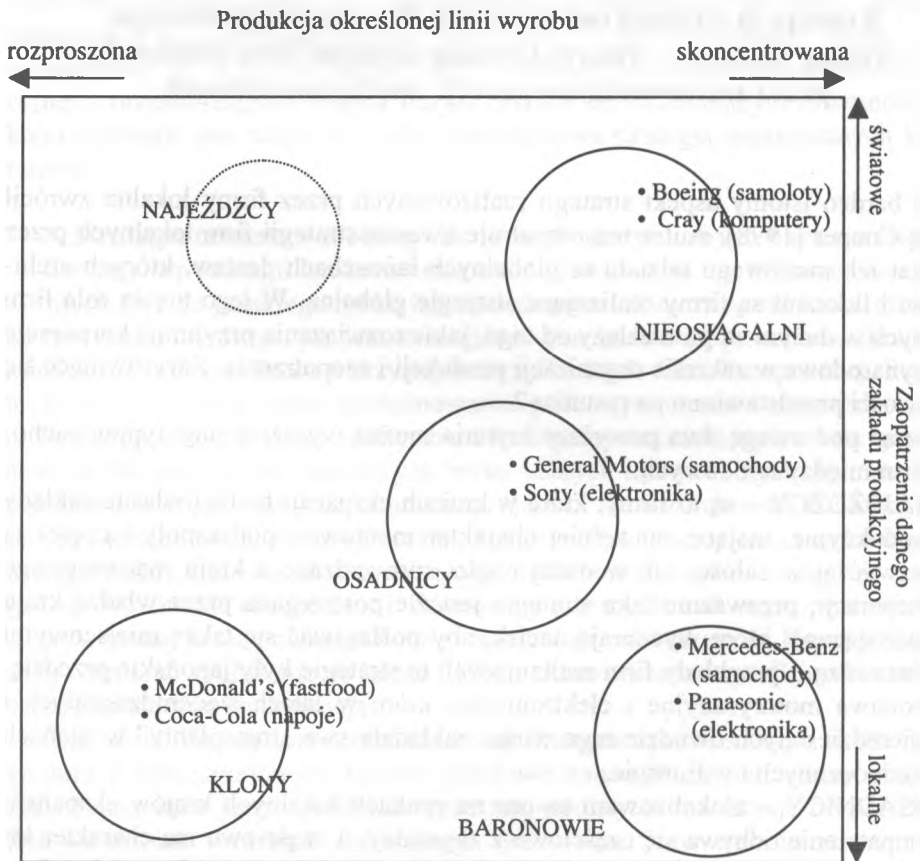 Produkcja określonej linii wyrobu
rozproszona
skoncentrowana
światowe
NAJEŹDŹCY
• Boeing (samoloty)
• Cray (komputery)
NIEOSIĄGALNI
Zaopatrzenie danego
zakładu produkcyjnego
• General Motors (samochody)
• Sony (elektronika)
OSADNICY
• McDonald's (fastfood)
• Coca-Cola (napoje)
KLONY
• Mercedes-Benz
(samochody)
• Panasonic
(elektronika)
BARONOWIE
lokalne